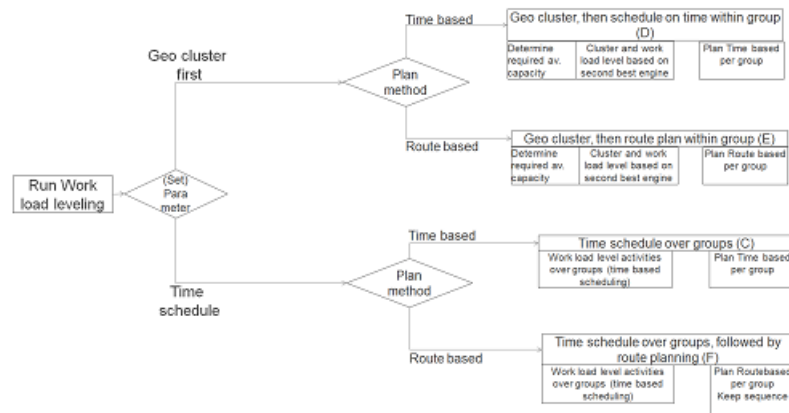 Time based
Geo cluster, then schedule on time within group
(D)
Determine
required av.
capacity
Cluster and work
load level based on
second best engine
Plan Time based
per group
Geo cluster
first
Plan
method
Route based
Geo cluster, then route plan within group (E)
Determine
required av.
capacity
Cluster and work
load level based on
second best engine
Plan Route based
per group
Run Work
load leveling
(Set)
Para
meter
Time based
Time schedule over groups (C)
Work load level activities
over groups (time based
scheduling)
Plan Time based
per group
Plan
method
Time
schedule
Route based
Time schedule over groups, followed by
route planning (F)
Work load level activities
over groups (time based
scheduling)
Plan Routebased
per group
Keep sequence